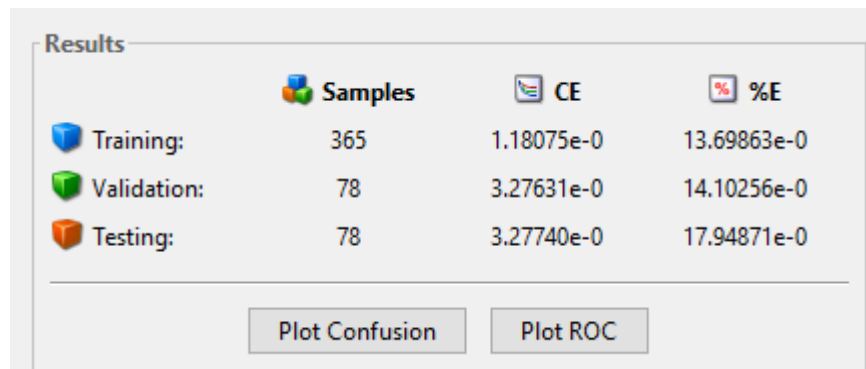 Results
Samples CE %E
Training: 365 1.18075e-0 13.69863e-0
Validation: 78 3.27631e-0 14.10256e-0
Testing: 78 3.27740e-0 17.94871e-0
Plot Confusion Plot ROC